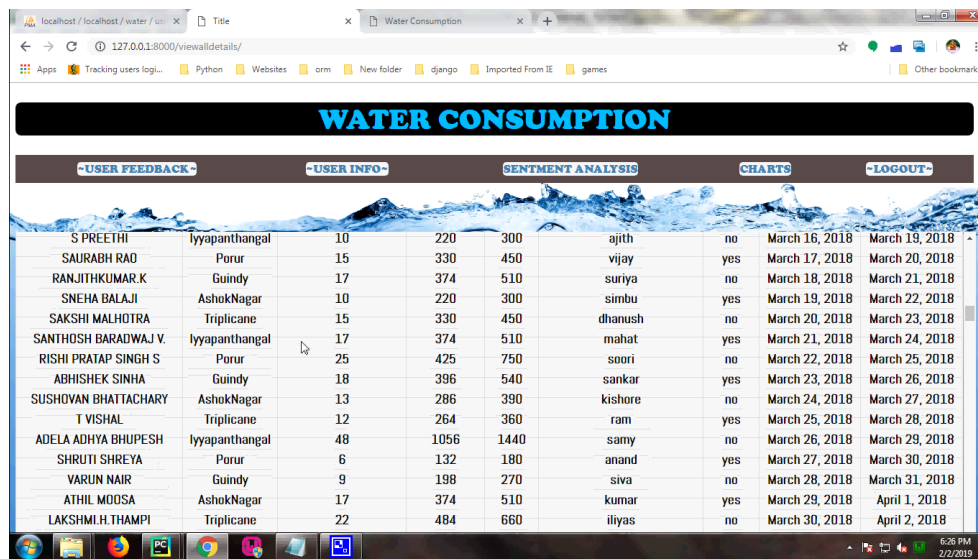 localhost / localhost / water / us
Title
Water Consumption
127.0.0.1:8000/viewalldetails/
Apps Tracking users logi... Python Websites orm New folder django Imported From IE games Other bookmark
WATER CONSUMPTION
~USER FEEDBACK~ ~USER INFO~ SENTMENT ANALYSIS CHARTS ~LOGOUT~
S PREETHI Iyyapanthangal 10 220 300 ajith no March 16, 2018 March 19, 2018
SAURABH RAO Porur 15 330 450 vijay yes March 17, 2018 March 20, 2018
RANJITHKUMAR.K Guindy 17 374 510 suriya no March 18, 2018 March 21, 2018
SNEHA BALAJI AshokNagar 10 220 300 simbu yes March 19, 2018 March 22, 2018
SAKSHI MALHOTRA Triplicane 15 330 450 dhanush no March 20, 2018 March 23, 2018
SANTHOSH BARADWAJ V. Iyyapanthangal 17 374 510 mahat yes March 21, 2018 March 24, 2018
RISHI PRATAP SINGH S Porur 25 425 750 soori no March 22, 2018 March 25, 2018
ABHISHEK SINHA Guindy 18 396 540 sankar yes March 23, 2018 March 26, 2018
SUSHOVAN BHATTACHARY AshokNagar 13 286 390 kishore no March 24, 2018 March 27, 2018
T VISHAL Triplicane 12 264 360 ram yes March 25, 2018 March 28, 2018
ADELA ADHYA BHUPESH Iyyapanthangal 48 1056 1440 samy no March 26, 2018 March 29, 2018
SHRUTI SHREYA Porur 6 132 180 anand yes March 27, 2018 March 30, 2018
VARUN NAIR Guindy 9 198 270 siva no March 28, 2018 March 31, 2018
ATHIL MOOSA AshokNagar 17 374 510 kumar yes March 29, 2018 April 1, 2018
LAKSHMI.H.THAMPI Triplicane 22 484 660 iliyas no March 30, 2018 April 2, 2018
6:26 PM
2/2/2019